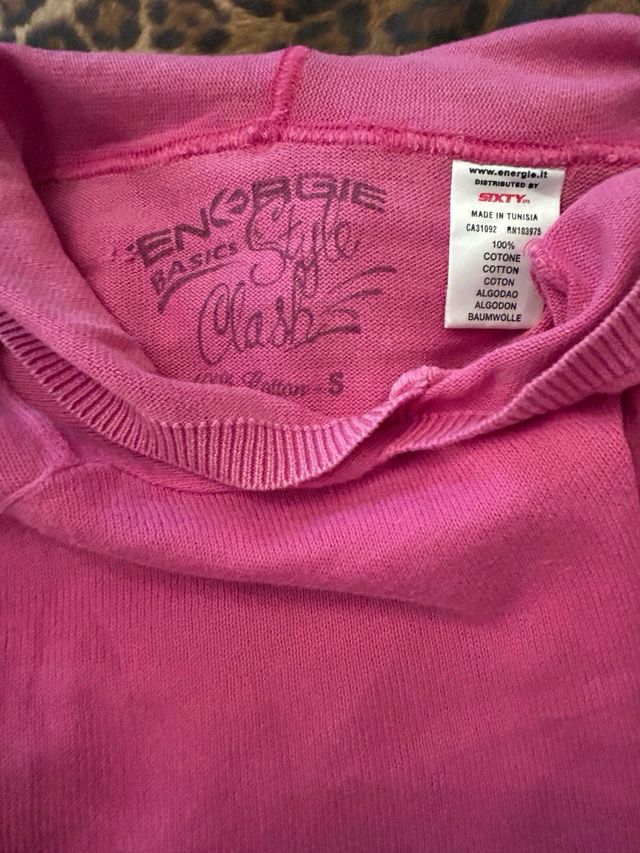 ENERGIE
BASICS Style
Clash
100% Cotton - S
www.energie.it
DISTRIBUTED BY
SIXTY
MADE IN TUNISIA
CA31092 RN103975
100%
COTONE
COTTON
COTON
ALGODAO
ALGODON
BAUMWOLLE